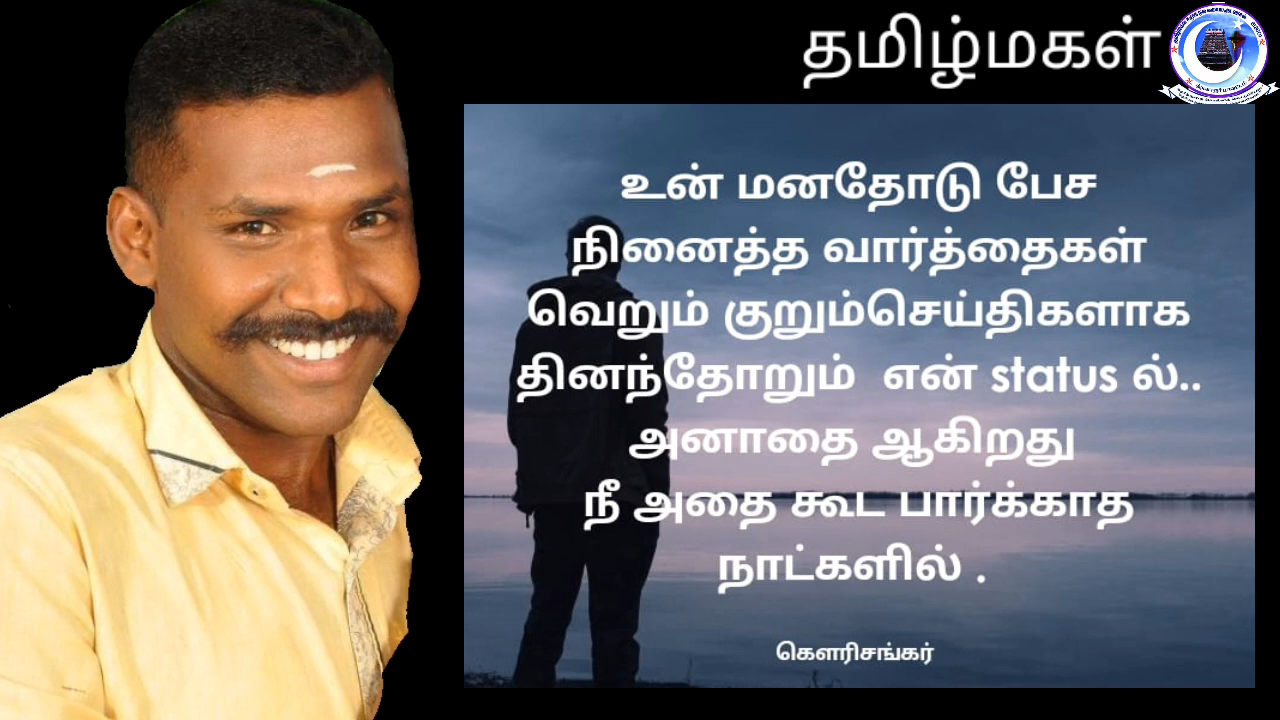 தமிழ்மகள்
உன் மனதோடு பேச
நினைத்த வார்த்தைகள்
வெறும் குறும்செய்திகளாக
தினந்தோறும் என் status ல்..
அனாதை ஆகிறது
நீ அதை கூட பார்க்காத
நாட்களில் .
கௌரிசங்கர்